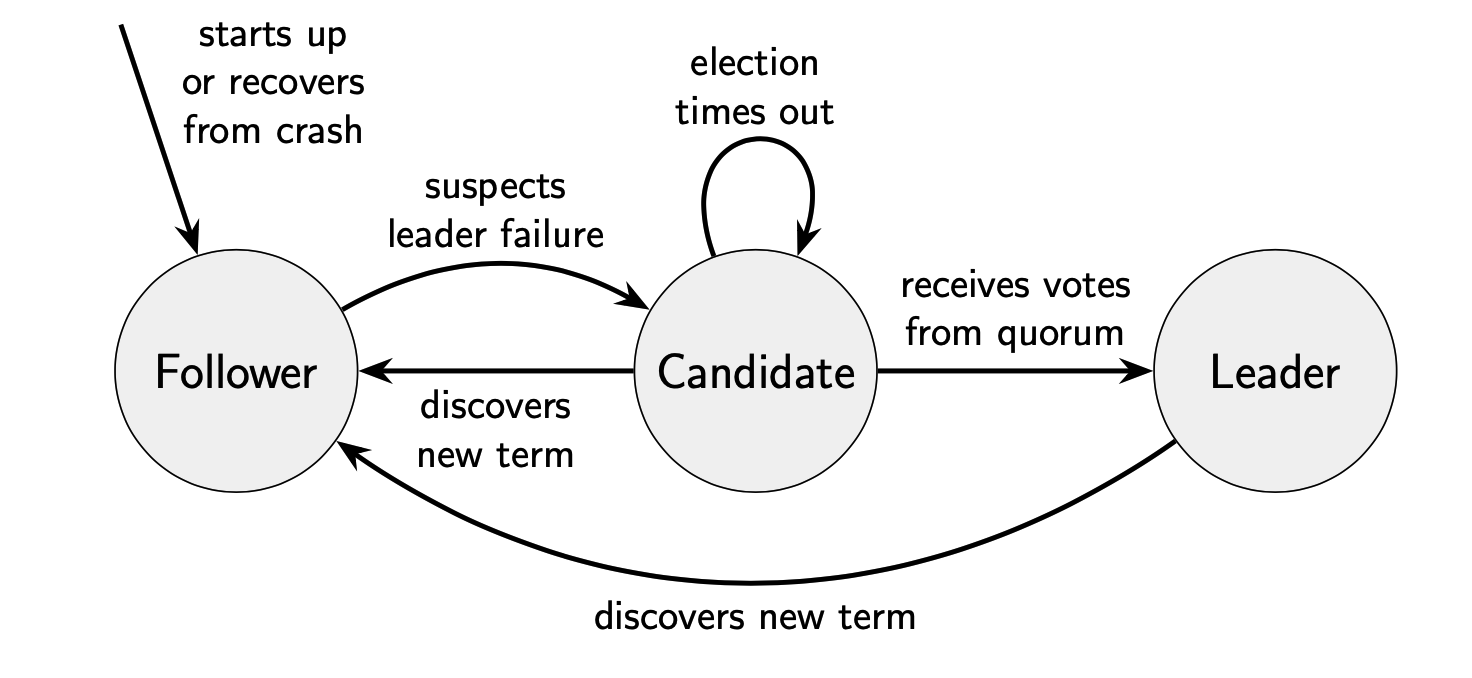 starts up
or recovers
from crash
election
times out
suspects
leader failure
receives votes
from quorum
Follower
Candidate
Leader
discovers
new term
discovers new term